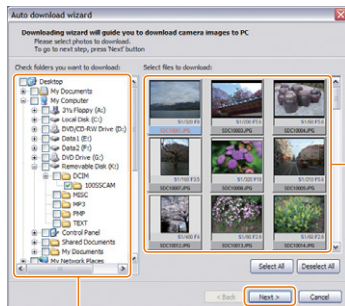 Auto download wizard
Downloading wizard will guide you to download camera images to PC
Please select photos to download.
To go to next step, press 'Next' button
Check folders you want to download:
Select files to download:
Desktop
My Documents
My Computer
3½ Floppy (A:)
Local Disk (C:)
DVD/CD-RW Drive (D:)
Data1 (E:)
Data2 (F:)
DVD Drive (G:)
Removable Disk (K:)
DCIM
100SSCAM
MISC
MP3
PMP
TEXT
Control Panel
Shared Documents
My Documents
My Network Places
SDC10001.JPG
SDC10003.JPG
SDC10004.JPG
SDC10007.JPG
SDC10008.JPG
SDC10009.JPG
SDC10012.JPG
SDC10013.JPG
SDC10014.JPG
Select All
Deselect All
< Back
Next >
Cancel